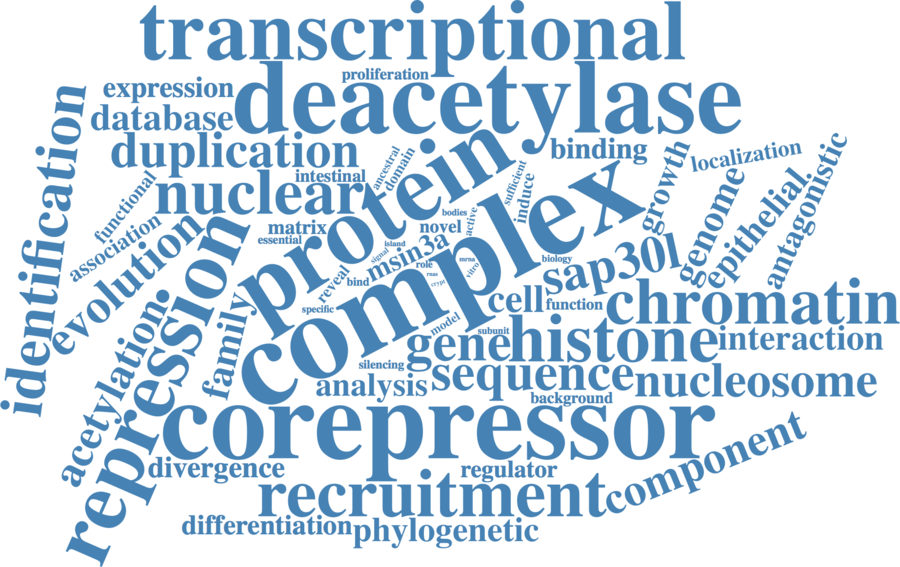 transcriptional
proliferation
expression
deacetylase
database
identification
duplication
binding
ancestral
domain
intestinal
protein
sufficient
induce
growth
localization
antagonistic
functional
nuclear
genome
epithelial
association
matrix
essential
bodies
active
novel
evolution
island
signal
msin3a
complex
role
mrna
vitro
biology
reveal
bind
crypt
sap30l
specific
cell
function
chromatin
repression
family
model
subunit
gene
histone
interaction
acetylation
silencing
analysis
sequence
nucleosome
background
corepressor
component
divergence
regulator
recruitment
differentiation
phylogenetic